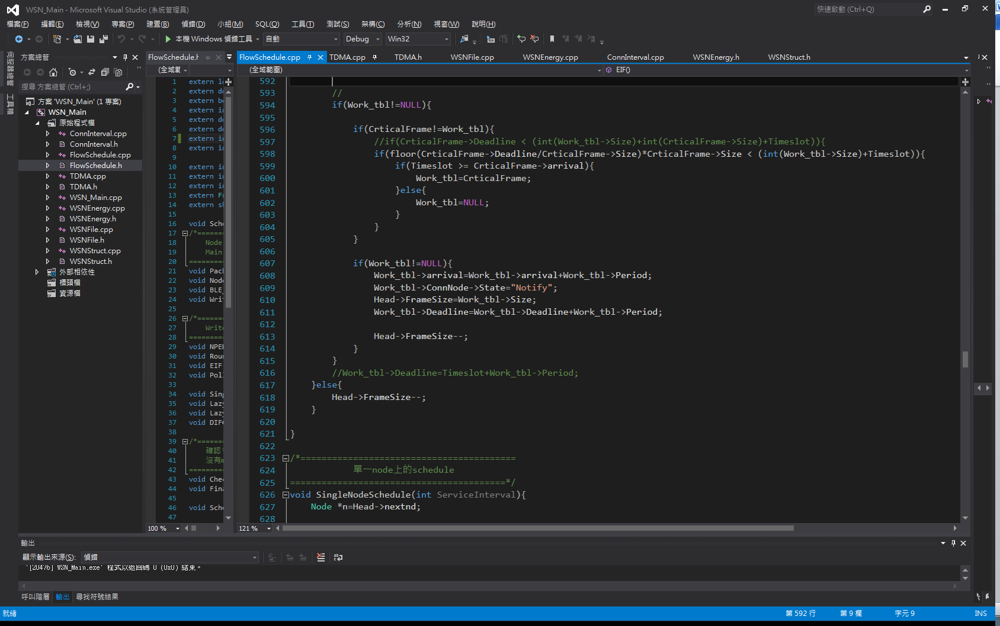 WSN_Main - Microsoft Visual Studio (系統管理員)
快速啟動 (Ctrl+Q)
檔案(F) 編輯(E) 檢視(V) 專案(P) 建置(B) 偵錯(D) 小組(M) SQL(Q) 工具(T) 測試(S) 架構(C) 分析(N) 視窗(W) 說明(H)
本機 Windows 偵錯工具 自動 Debug Win32
伺服器總管
工具箱
方案總管
搜尋 方案總管 (Ctrl+;)
方案 'WSN_Main' (1 專案)
WSN_Main
原始程式檔
ConnInterval.cpp
ConnInterval.h
FlowSchedule.cpp
FlowSchedule.h
TDMA.cpp
TDMA.h
WSN_Main.cpp
WSNEnergy.cpp
WSNEnergy.h
WSNFile.cpp
WSNFile.h
WSNStruct.cpp
WSNStruct.h
外部相依性
標頭檔
資源檔
FlowSchedule.h
(全域範
1 extern
2 extern
3 extern
4 extern
5 extern
6 extern
7 extern
8 extern
9
10 extern
11 extern
12 extern
13 extern
14 extern
15
16 void
17 /*=======
18 Node
19 Main
20 ========
21 void
22 void
23 void
24 void
25
26 /*=======
27
28 ========
29 void
30 void
31 void EIF
32 void
33
34 void
35 void
36 void
37 void
38
39 /*=======
40 確認
41 沒有
42 ========
43 void
44 void
45
46 void
47
100 %
FlowSchedule.cpp TDMA.cpp TDMA.h WSNFile.cpp WSNEnergy.cpp ConnInterval.cpp WSNEnergy.h WSNStruct.h
(全域範圍) EIF()
592
593 //
594 if(Work_tbl!=NULL){
595
596 if(CrticalFrame!=Work_tbl){
597 //if(CrticalFrame->Deadline < (int(Work_tbl->Size)+int(CrticalFrame->Size)+Timeslot)){
598 if(floor(CrticalFrame->Deadline/CrticalFrame->Size)*CrticalFrame->Size < (int(Work_tbl->Size)+Timeslot)){
599 if(Timeslot >= CrticalFrame->arrival){
600 Work_tbl=CrticalFrame;
601 }else{
602 Work_tbl=NULL;
603 }
604 }
605 }
606
607 if(Work_tbl!=NULL){
608 Work_tbl->arrival=Work_tbl->arrival+Work_tbl->Period;
609 Work_tbl->ConnNode->State="Notify";
610 Head->FrameSize=Work_tbl->Size;
611 Work_tbl->Deadline=Work_tbl->Deadline+Work_tbl->Period;
612
613 Head->FrameSize--;
614 }
615 }
616 //Work_tbl->Deadline=Timeslot+Work_tbl->Period;
617 }else{
618 Head->FrameSize--;
619 }
620
621 }
622
623 /*=========================================
624 單一node上的schedule
625 =========================================*/
626 void SingleNodeSchedule(int ServiceInterval){
627 Node *n=Head->nextnd;
628
121 %
輸出
顯示輸出來源(S): 偵錯
'[20476] WSN_Main.exe' 程式以返回碼 0 (0x0) 結束。
呼叫階層 輸出 尋找符號結果
就緒 第 592 行 第 9 欄 字元 9 INS